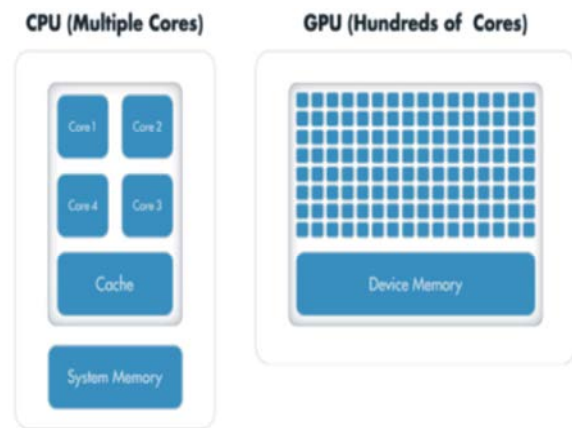 CPU (Multiple Cores)
GPU (Hundreds of Cores)
Core 1
Core 2
Core 4
Core 3
Cache
System Memory
Device Memory